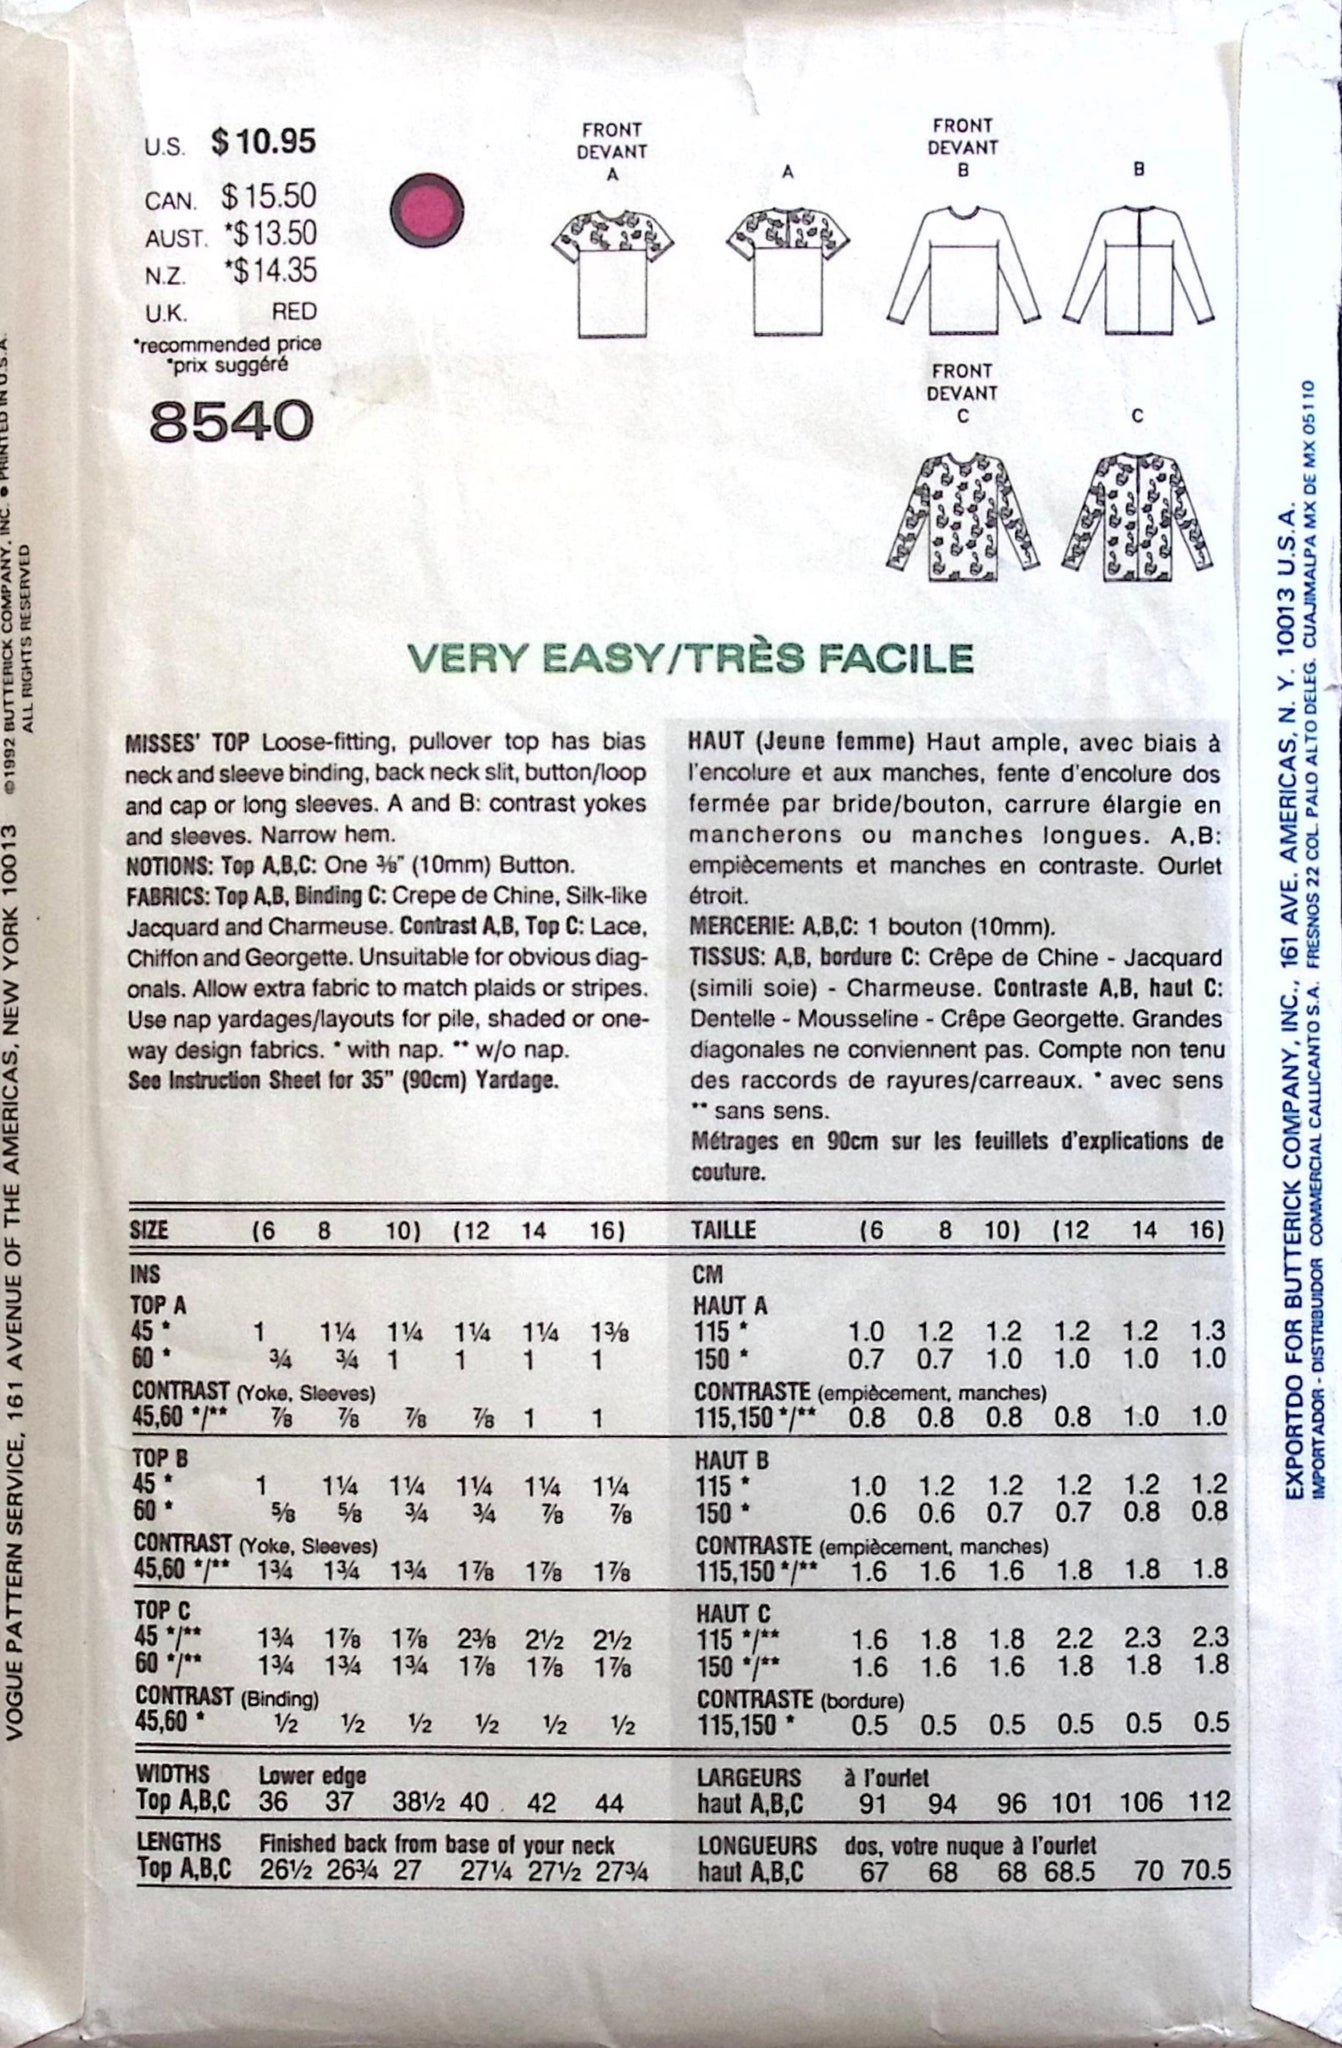 U.S. $10.95
CAN. $15.50
AUST. *$13.50
N.Z. *$14.35
U.K. RED
*recommended price
*prix suggéré
8540
FRONT
DEVANT
A
A
FRONT
DEVANT
B
B
FRONT
DEVANT
C
C
VERY EASY/TRÈS FACILE
MISSES' TOP Loose-fitting, pullover top has bias
neck and sleeve binding, back neck slit, button/loop
and cap or long sleeves. A and B: contrast yokes
and sleeves. Narrow hem.
NOTIONS: Top A,B,C: One 3/8" (10mm) Button.
FABRICS: Top A,B, Binding C: Crepe de Chine, Silk-like
Jacquard and Charmeuse. Contrast A,B, Top C: Lace,
Chiffon and Georgette. Unsuitable for obvious diag-
onals. Allow extra fabric to match plaids or stripes.
Use nap yardages/layouts for pile, shaded or one-
way design fabrics. * with nap. ** w/o nap.
See Instruction Sheet for 35" (90cm) Yardage.
HAUT (Jeune femme) Haut ample, avec biais à
l'encolure et aux manches, fente d'encolure dos
fermée par bride/bouton, carrure élargie en
mancherons ou manches longues. A,B:
empiècements et manches en contraste. Ourlet
étroit.
MERCERIE: A,B,C: 1 bouton (10mm).
TISSUS: A,B, bordure C: Crêpe de Chine - Jacquard
(simili soie) - Charmeuse. Contraste A,B, haut C:
Dentelle - Mousseline - Crêpe Georgette. Grandes
diagonales ne conviennent pas. Compte non tenu
des raccords de rayures/carreaux. * avec sens
** sans sens.
Métrages en 90cm sur les feuillets d'explications de
couture.
SIZE (6 8 10) (12 14 16)
INS
TOP A
45 * 1 1¼ 1¼ 1¼ 1¼ 1⅜
60 * ¾ ¾ 1 1 1 1
CONTRAST (Yoke, Sleeves)
45,60 */** ⅞ ⅞ ⅞ ⅞ 1 1
TOP B
45 * 1 1¼ 1¼ 1¼ 1¼ 1¼
60 * ⅝ ⅝ ¾ ¾ ⅞ ⅞
CONTRAST (Yoke, Sleeves)
45,60 */** 1¾ 1¾ 1¾ 1⅞ 1⅞ 1⅞
TOP C
45 */** 1¾ 1⅞ 1⅞ 2⅜ 2½ 2½
60 */** 1¾ 1¾ 1¾ 1⅞ 1⅞ 1⅞
CONTRAST (Binding)
45,60 * ½ ½ ½ ½ ½ ½
WIDTHS Lower edge
Top A,B,C 36 37 38½ 40 42 44
LENGTHS Finished back from base of your neck
Top A,B,C 26½ 26¾ 27 27¼ 27½ 27¾
TAILLE (6 8 10) (12 14 16)
CM
HAUT A
115 * 1.0 1.2 1.2 1.2 1.2 1.3
150 * 0.7 0.7 1.0 1.0 1.0 1.0
CONTRASTE (empiècement, manches)
115,150 */** 0.8 0.8 0.8 0.8 1.0 1.0
HAUT B
115 * 1.0 1.2 1.2 1.2 1.2 1.2
150 * 0.6 0.6 0.7 0.7 0.8 0.8
CONTRASTE (empiècement, manches)
115,150 */** 1.6 1.6 1.6 1.8 1.8 1.8
HAUT C
115 */** 1.6 1.8 1.8 2.2 2.3 2.3
150 */** 1.6 1.6 1.6 1.8 1.8 1.8
CONTRASTE (bordure)
115,150 * 0.5 0.5 0.5 0.5 0.5 0.5
LARGEURS à l'ourlet
haut A,B,C 91 94 96 101 106 112
LONGUEURS dos, votre nuque à l'ourlet
haut A,B,C 67 68 68 68.5 70 70.5
VOGUE PATTERN SERVICE, 161 AVENUE OF THE AMERICAS, NEW YORK 10013 © 1992 BUTTERICK COMPANY, INC. ● PRINTED IN U.S.A.
ALL RIGHTS RESERVED
EXPORTDO FOR BUTTERICK COMPANY, INC., 161 AVE. AMERICAS, N. Y. 10013 U.S.A.
IMPORTADOR - DISTRIBUIDOR COMMERCIAL CALLICANTO S.A. FRESNOS 22 COL. PALO ALTO DELEG. CUAJIMALPA MX DE MX 05110